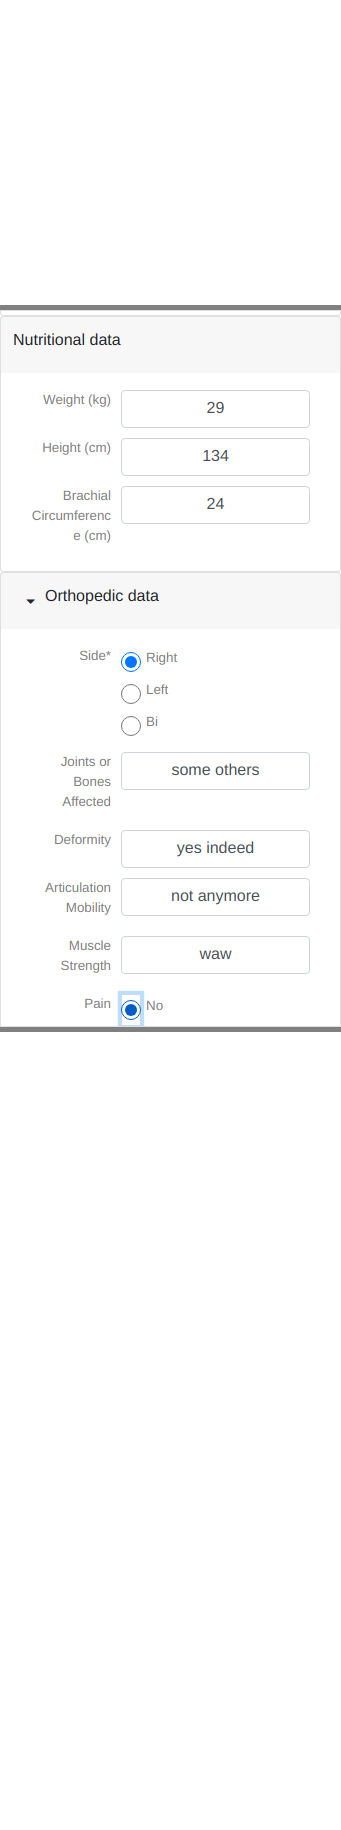 Nutritional data
Weight (kg) 29
Height (cm) 134
Brachial
Circumferenc
e (cm)
24
Orthopedic data
Side* Right
Left
Bi
Joints or
Bones
Affected
some others
Deformity yes indeed
Articulation
Mobility
not anymore
Muscle
Strength
waw
Pain No